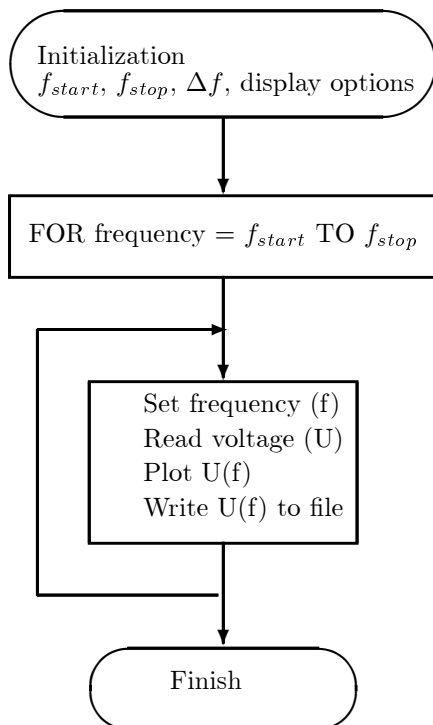 Initialization
f_start, f_stop, Δf, display options
FOR frequency = f_start TO f_stop
Set frequency (f)
Read voltage (U)
Plot U(f)
Write U(f) to file
Finish